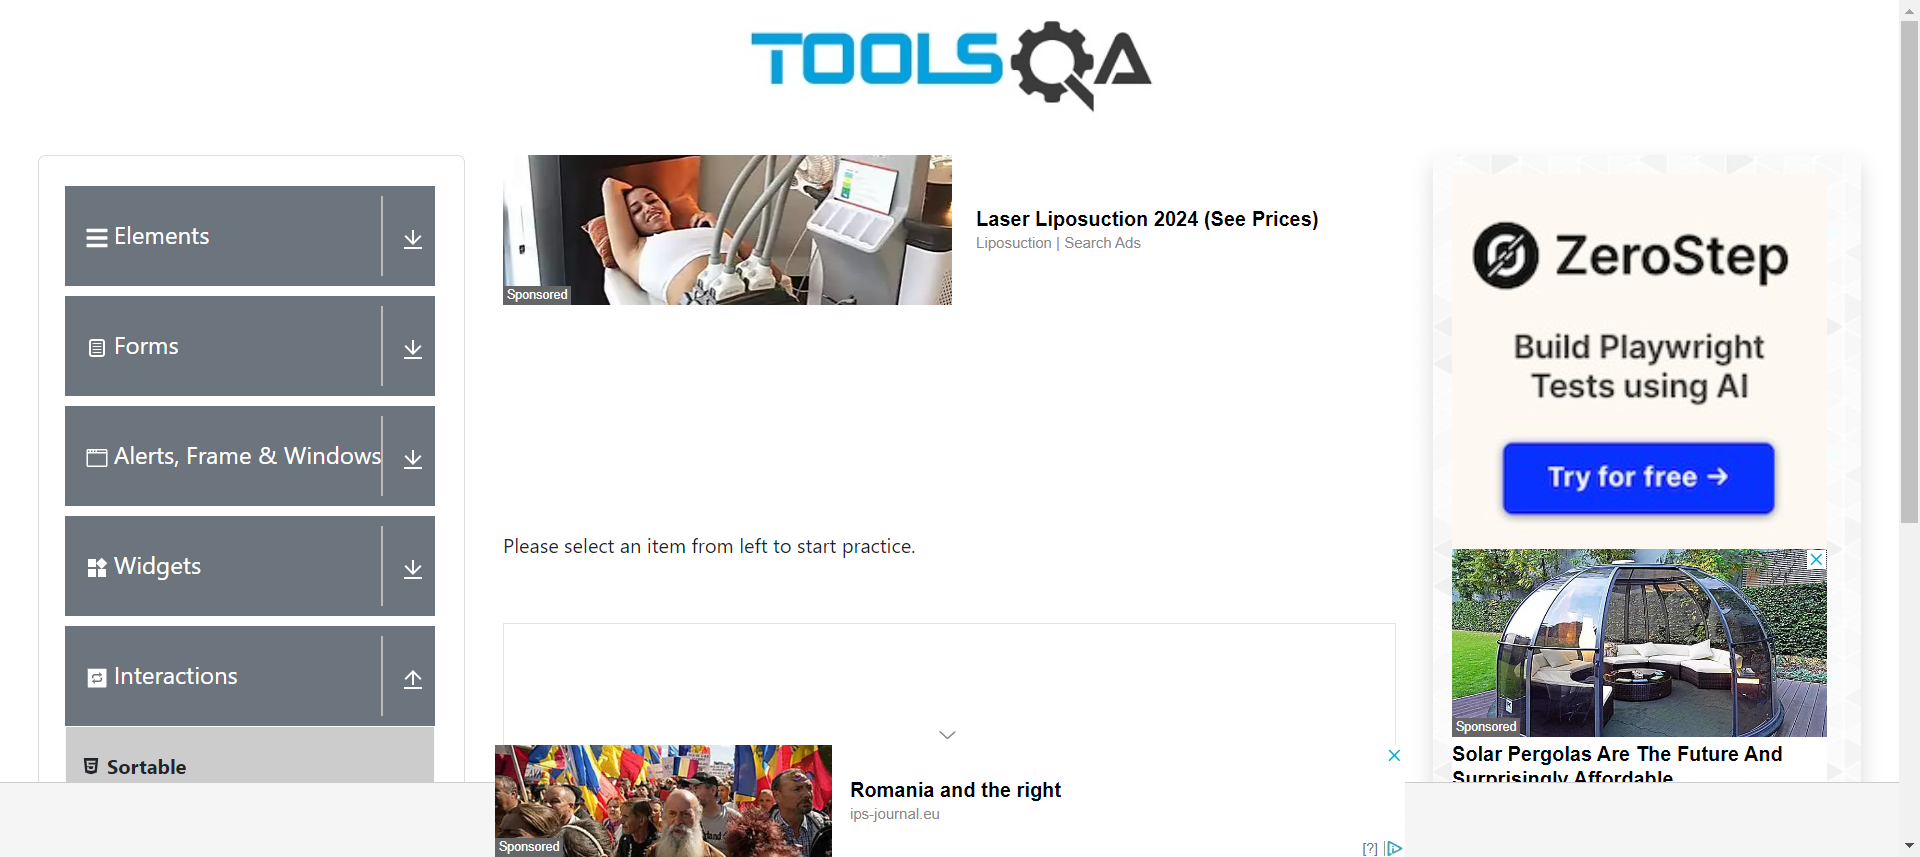 TOOLSQA
Elements
Forms
Alerts, Frame & Windows
Widgets
Interactions
Sortable
Sponsored
Laser Liposuction 2024 (See Prices)
Liposuction | Search Ads
Please select an item from left to start practice.
Sponsored
Romania and the right
ips-journal.eu
[?]
ZeroStep
Build Playwright
Tests using AI
Try for free →
Sponsored
Solar Pergolas Are The Future And
Surprisingly Affordable